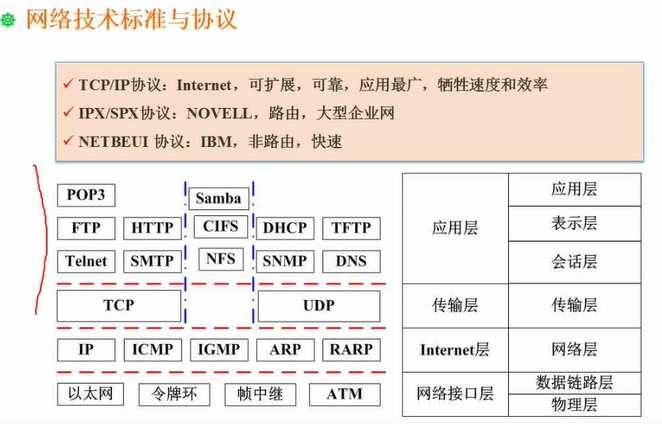 网络技术标准与协议
TCP/IP协议：Internet，可扩展，可靠，应用最广，牺牲速度和效率
IPX/SPX协议：NOVELL，路由，大型企业网
NETBEUI 协议：IBM，非路由，快速
POP3
Samba
FTP
HTTP
CIFS
DHCP
TFTP
Telnet
SMTP
NFS
SNMP
DNS
TCP
UDP
IP
ICMP
IGMP
ARP
RARP
以太网
令牌环
帧中继
ATM
应用层
应用层
表示层
会话层
传输层
传输层
Internet层
网络层
网络接口层
数据链路层
物理层